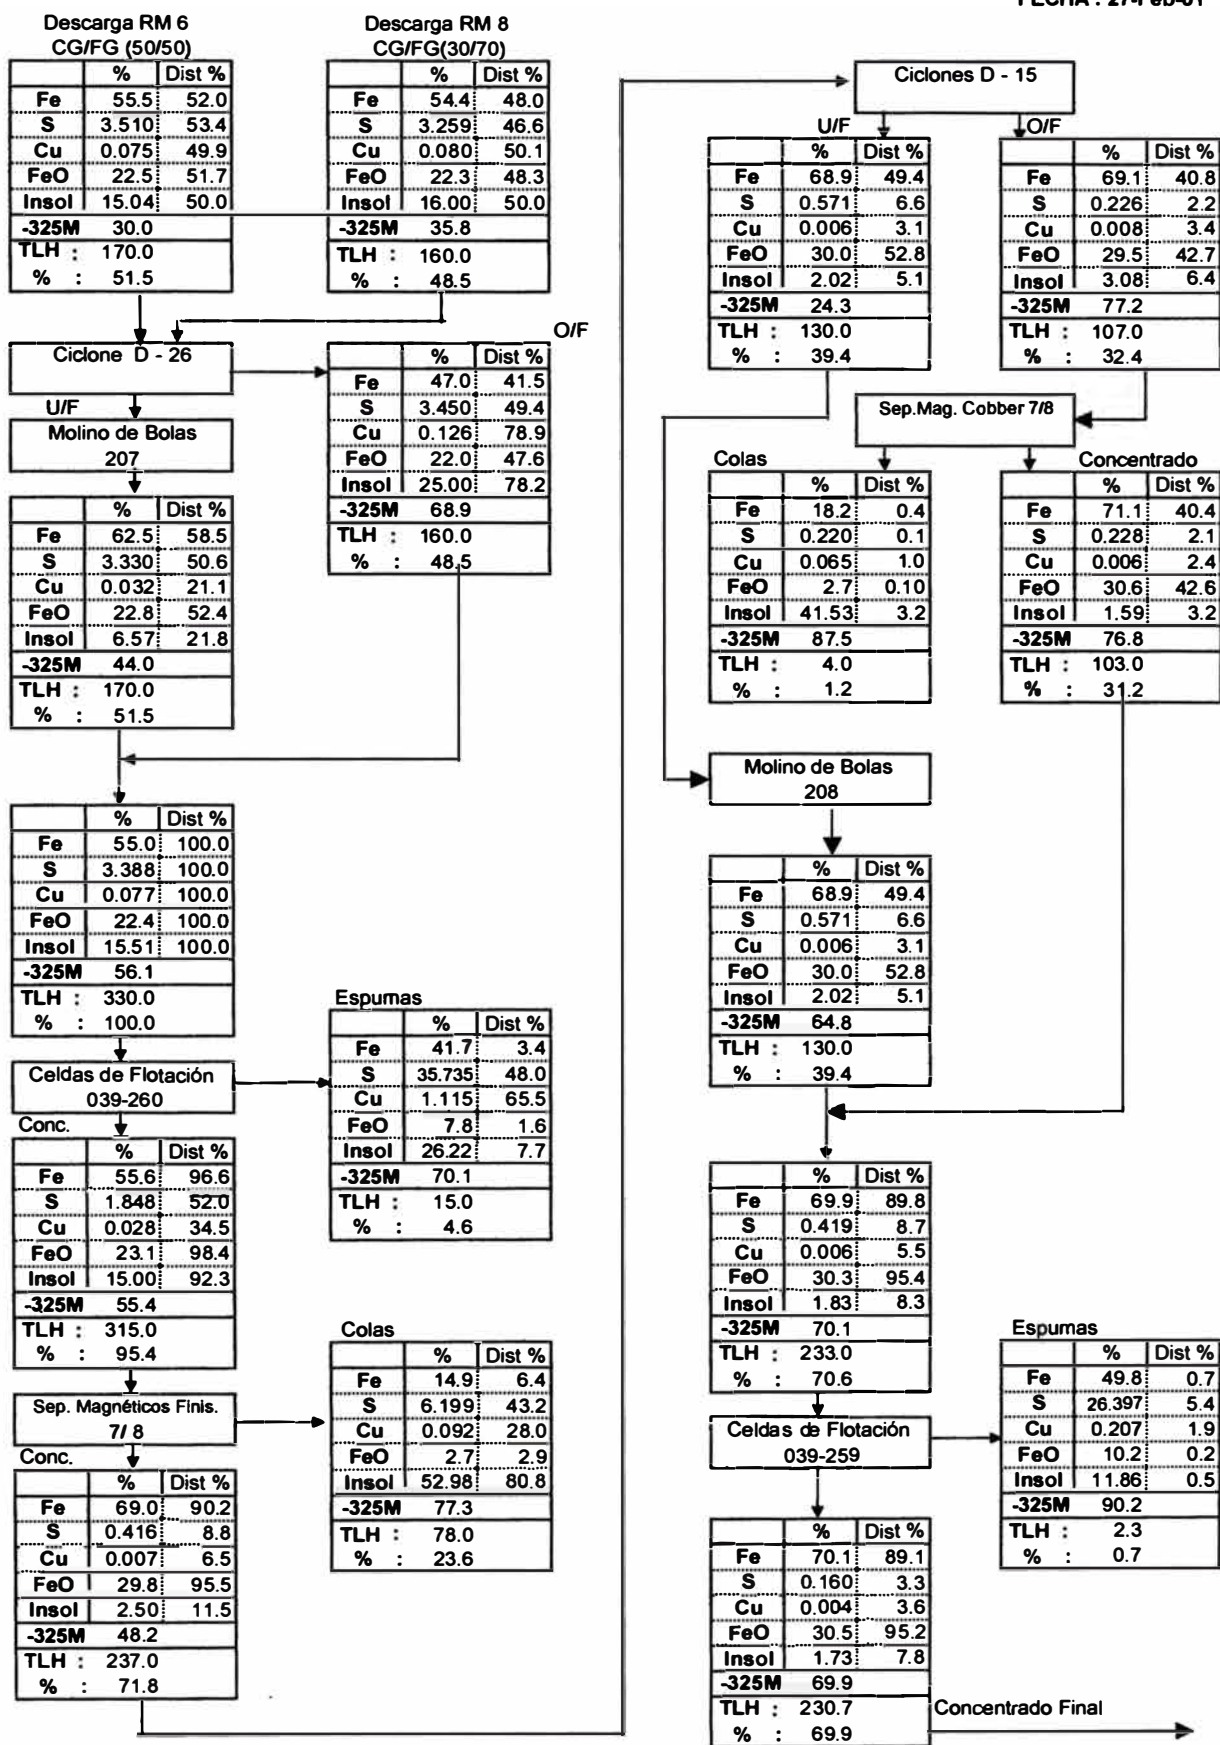 FECHA : 27-Feb-01
Descarga RM 6
CG/FG (50/50)
% Dist %
Fe 55.5 52.0
S 3.510 53.4
Cu 0.075 49.9
FeO 22.5 51.7
Insol 15.04 50.0
-325M 30.0
TLH : 170.0
% : 51.5
Descarga RM 8
CG/FG(30/70)
% Dist %
Fe 54.4 48.0
S 3.259 46.6
Cu 0.080 50.1
FeO 22.3 48.3
Insol 16.00 50.0
-325M 35.8
TLH : 160.0
% : 48.5
Ciclone D - 26
O/F
% Dist %
Fe 47.0 41.5
S 3.450 49.4
Cu 0.126 78.9
FeO 22.0 47.6
Insol 25.00 78.2
-325M 68.9
TLH : 160.0
% : 48.5
U/F
Molino de Bolas
207
% Dist %
Fe 62.5 58.5
S 3.330 50.6
Cu 0.032 21.1
FeO 22.8 52.4
Insol 6.57 21.8
-325M 44.0
TLH : 170.0
% : 51.5
% Dist %
Fe 55.0 100.0
S 3.388 100.0
Cu 0.077 100.0
FeO 22.4 100.0
Insol 15.51 100.0
-325M 56.1
TLH : 330.0
% : 100.0
Celdas de Flotación
039-260
Espumas
% Dist %
Fe 41.7 3.4
S 35.735 48.0
Cu 1.115 65.5
FeO 7.8 1.6
Insol 26.22 7.7
-325M 70.1
TLH : 15.0
% : 4.6
Conc.
% Dist %
Fe 55.6 96.6
S 1.848 52.0
Cu 0.028 34.5
FeO 23.1 98.4
Insol 15.00 92.3
-325M 55.4
TLH : 315.0
% : 95.4
Sep. Magnéticos Finis.
7/ 8
Colas
% Dist %
Fe 14.9 6.4
S 6.199 43.2
Cu 0.092 28.0
FeO 2.7 2.9
Insol 52.98 80.8
-325M 77.3
TLH : 78.0
% : 23.6
Conc.
% Dist %
Fe 69.0 90.2
S 0.416 8.8
Cu 0.007 6.5
FeO 29.8 95.5
Insol 2.50 11.5
-325M 48.2
TLH : 237.0
% : 71.8
Ciclones D - 15
U/F
% Dist %
Fe 68.9 49.4
S 0.571 6.6
Cu 0.006 3.1
FeO 30.0 52.8
Insol 2.02 5.1
-325M 24.3
TLH : 130.0
% : 39.4
O/F
% Dist %
Fe 69.1 40.8
S 0.226 2.2
Cu 0.008 3.4
FeO 29.5 42.7
Insol 3.08 6.4
-325M 77.2
TLH : 107.0
% : 32.4
Sep.Mag. Cobber 7/8
Colas
% Dist %
Fe 18.2 0.4
S 0.220 0.1
Cu 0.065 1.0
FeO 2.7 0.10
Insol 41.53 3.2
-325M 87.5
TLH : 4.0
% : 1.2
Concentrado
% Dist %
Fe 71.1 40.4
S 0.228 2.1
Cu 0.006 2.4
FeO 30.6 42.6
Insol 1.59 3.2
-325M 76.8
TLH : 103.0
% : 31.2
Molino de Bolas
208
% Dist %
Fe 68.9 49.4
S 0.571 6.6
Cu 0.006 3.1
FeO 30.0 52.8
Insol 2.02 5.1
-325M 64.8
TLH : 130.0
% : 39.4
% Dist %
Fe 69.9 89.8
S 0.419 8.7
Cu 0.006 5.5
FeO 30.3 95.4
Insol 1.83 8.3
-325M 70.1
TLH : 233.0
% : 70.6
Celdas de Flotación
039-259
Espumas
% Dist %
Fe 49.8 0.7
S 26.397 5.4
Cu 0.207 1.9
FeO 10.2 0.2
Insol 11.86 0.5
-325M 90.2
TLH : 2.3
% : 0.7
% Dist %
Fe 70.1 89.1
S 0.160 3.3
Cu 0.004 3.6
FeO 30.5 95.2
Insol 1.73 7.8
-325M 69.9
TLH : 230.7
% : 69.9
Concentrado Final